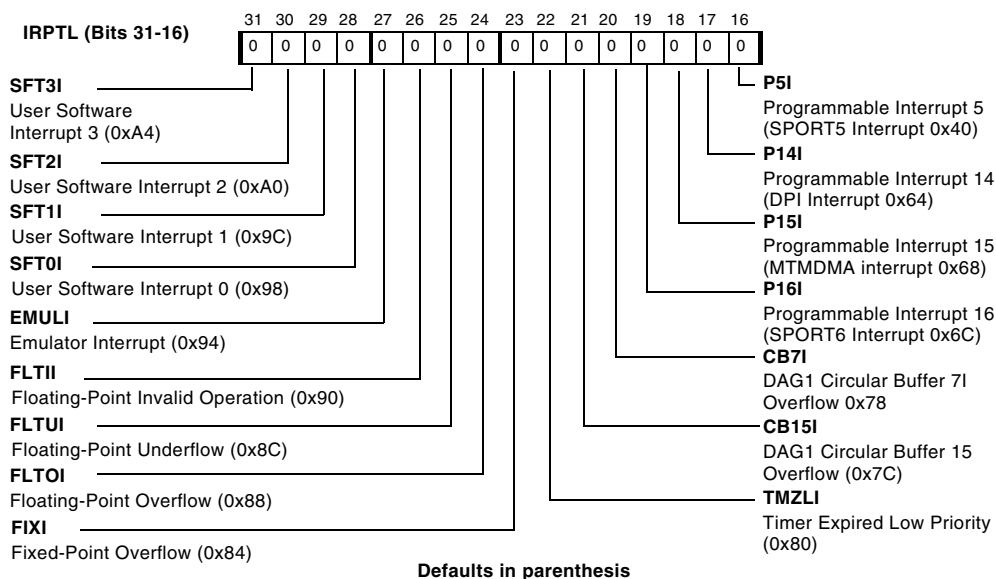 IRPTL (Bits 31-16)
31 30 29 28 27 26 25 24 23 22 21 20 19 18 17 16
0 0 0 0 0 0 0 0 0 0 0 0 0 0 0 0
SFT3I
User Software
Interrupt 3 (0xA4)
SFT2I
User Software Interrupt 2 (0xA0)
SFT1I
User Software Interrupt 1 (0x9C)
SFT0I
User Software Interrupt 0 (0x98)
EMULI
Emulator Interrupt (0x94)
FLTII
Floating-Point Invalid Operation (0x90)
FLTUI
Floating-Point Underflow (0x8C)
FLTOI
Floating-Point Overflow (0x88)
FIXI
Fixed-Point Overflow (0x84)
P5I
Programmable Interrupt 5
(SPORT5 Interrupt 0x40)
P14I
Programmable Interrupt 14
(DPI Interrupt 0x64)
P15I
Programmable Interrupt 15
(MTMDMA interrupt 0x68)
P16I
Programmable Interrupt 16
(SPORT6 Interrupt 0x6C)
CB7I
DAG1 Circular Buffer 7I
Overflow 0x78
CB15I
DAG1 Circular Buffer 15
Overflow (0x7C)
TMZLI
Timer Expired Low Priority
(0x80)
Defaults in parenthesis